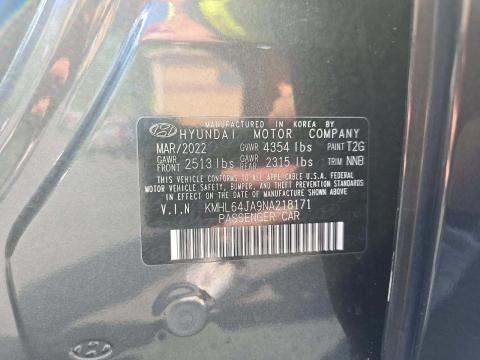 MANUFACTURED IN KOREA BY
HYUNDAI MOTOR COMPANY
MAR/2022 GVWR 4354 lbs PAINT T2G
GAWR FRONT 2513 lbs GAWR REAR 2315 lbs TRIM NNB
THIS VEHICLE CONFORMS TO ALL APPLICABLE U.S.A. FEDERAL
MOTOR VEHICLE SAFETY, BUMPER, AND THEFT PREVENTION
STANDARDS IN EFFECT ON THE DATE OF MANUFACTURE
SHOWN ABOVE.
V.I.N KMHL64JA9NA218171
PASSENGER CAR